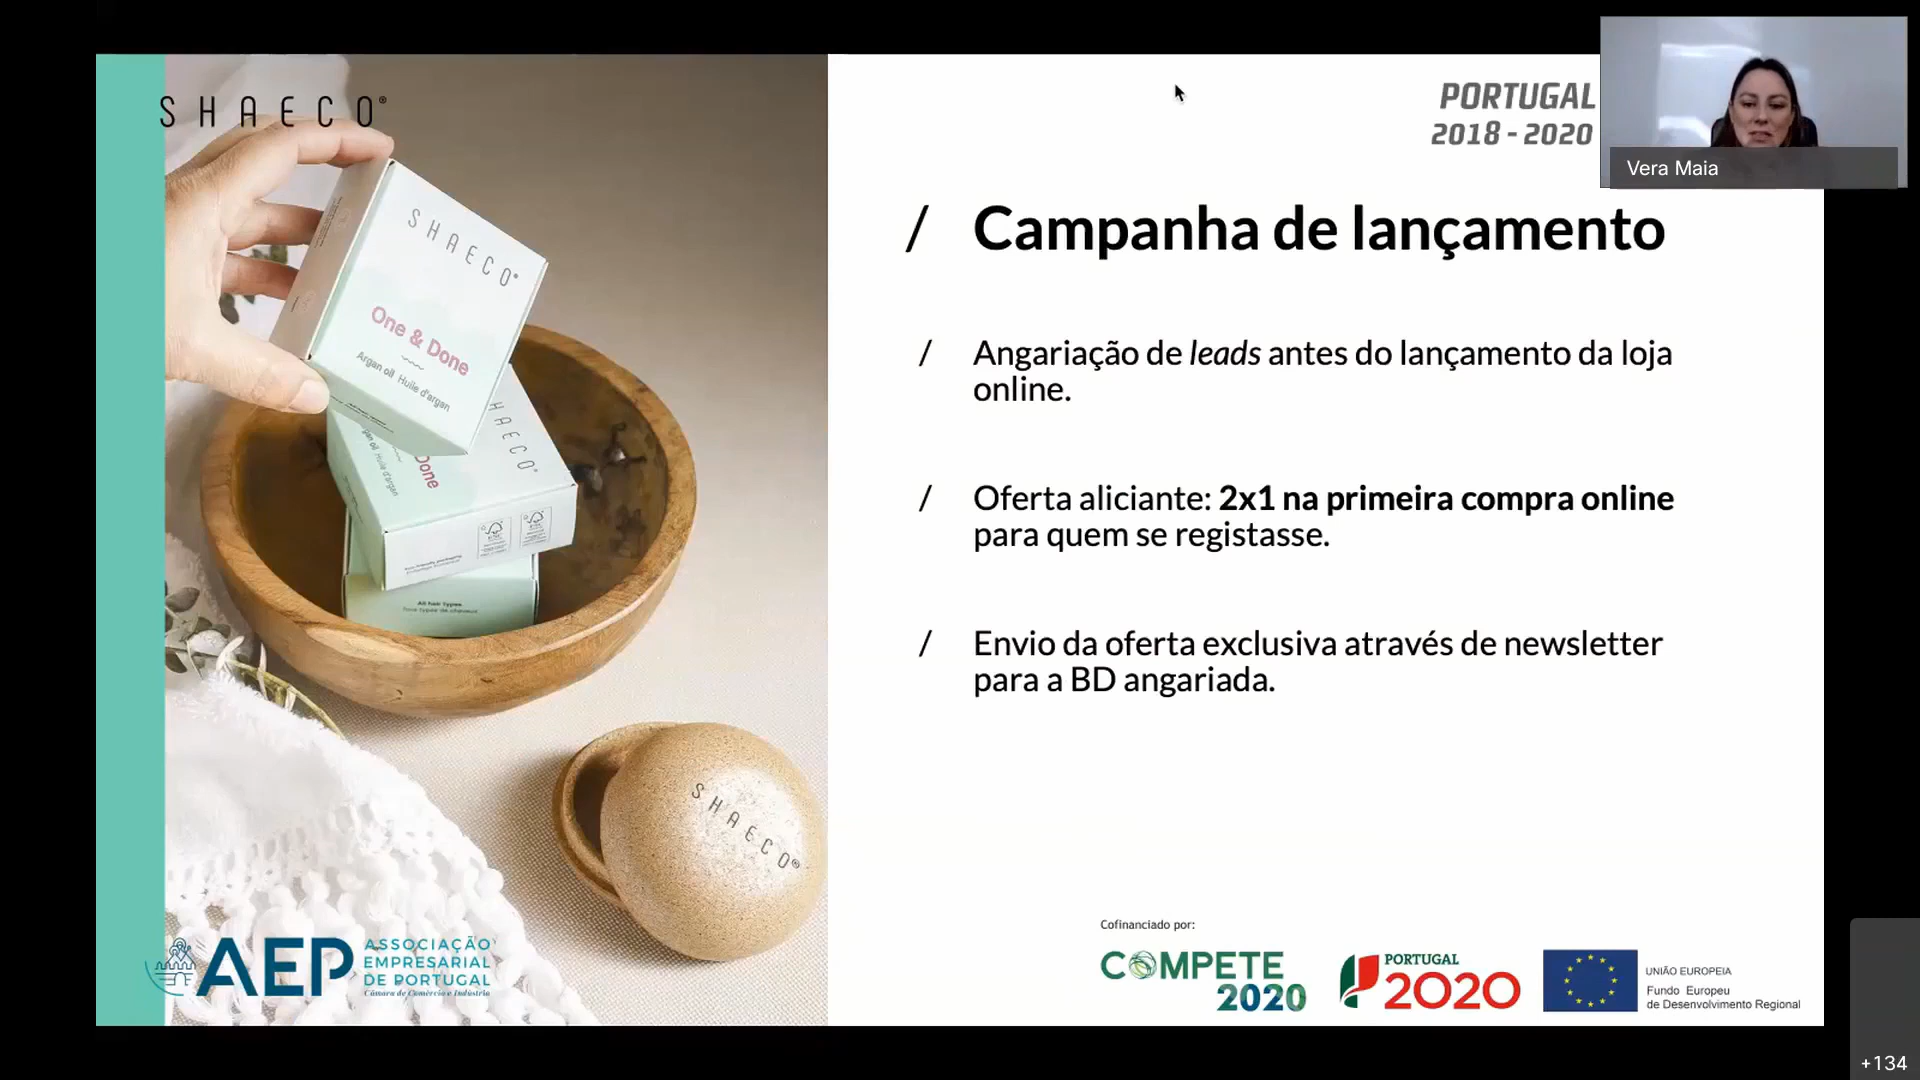 SHAECO®
SHAECO®
One & Done
Argan oil Huile d'argan
SHAECO®
Done
All hair types
SHAECO®
AEP ASSOCIAÇÃO
EMPRESARIAL
DE PORTUGAL
Câmara de Comércio e Indústria
PORTUGAL
2018 - 2020
Vera Maia
/ Campanha de lançamento
/ Angariação de leads antes do lançamento da loja
online.
/ Oferta aliciante: 2x1 na primeira compra online
para quem se registasse.
/ Envio da oferta exclusiva através de newsletter
para a BD angariada.
Cofinanciado por:
COMPETE
2020
PORTUGAL
2020
UNIÃO EUROPEIA
Fundo Europeu
de Desenvolvimento Regional
+134